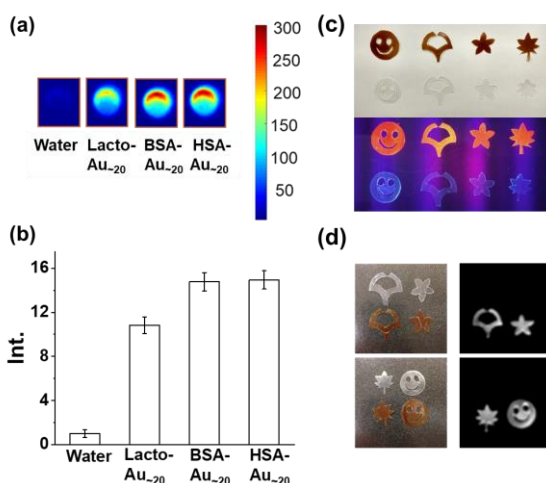 (a)
300
250
200
150
100
50
Water Lacto- BSA- HSA-
Au~20 Au~20 Au~20
(b)
16
12
8
4
0
Int.
Water Lacto- BSA- HSA-
Au~20 Au~20 Au~20
(c)
(d)